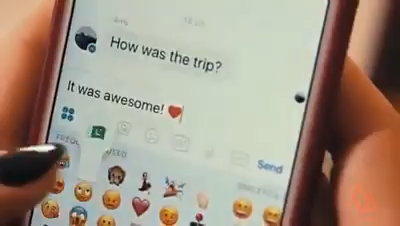 How was the trip?
It was awesome! ❤️
Send